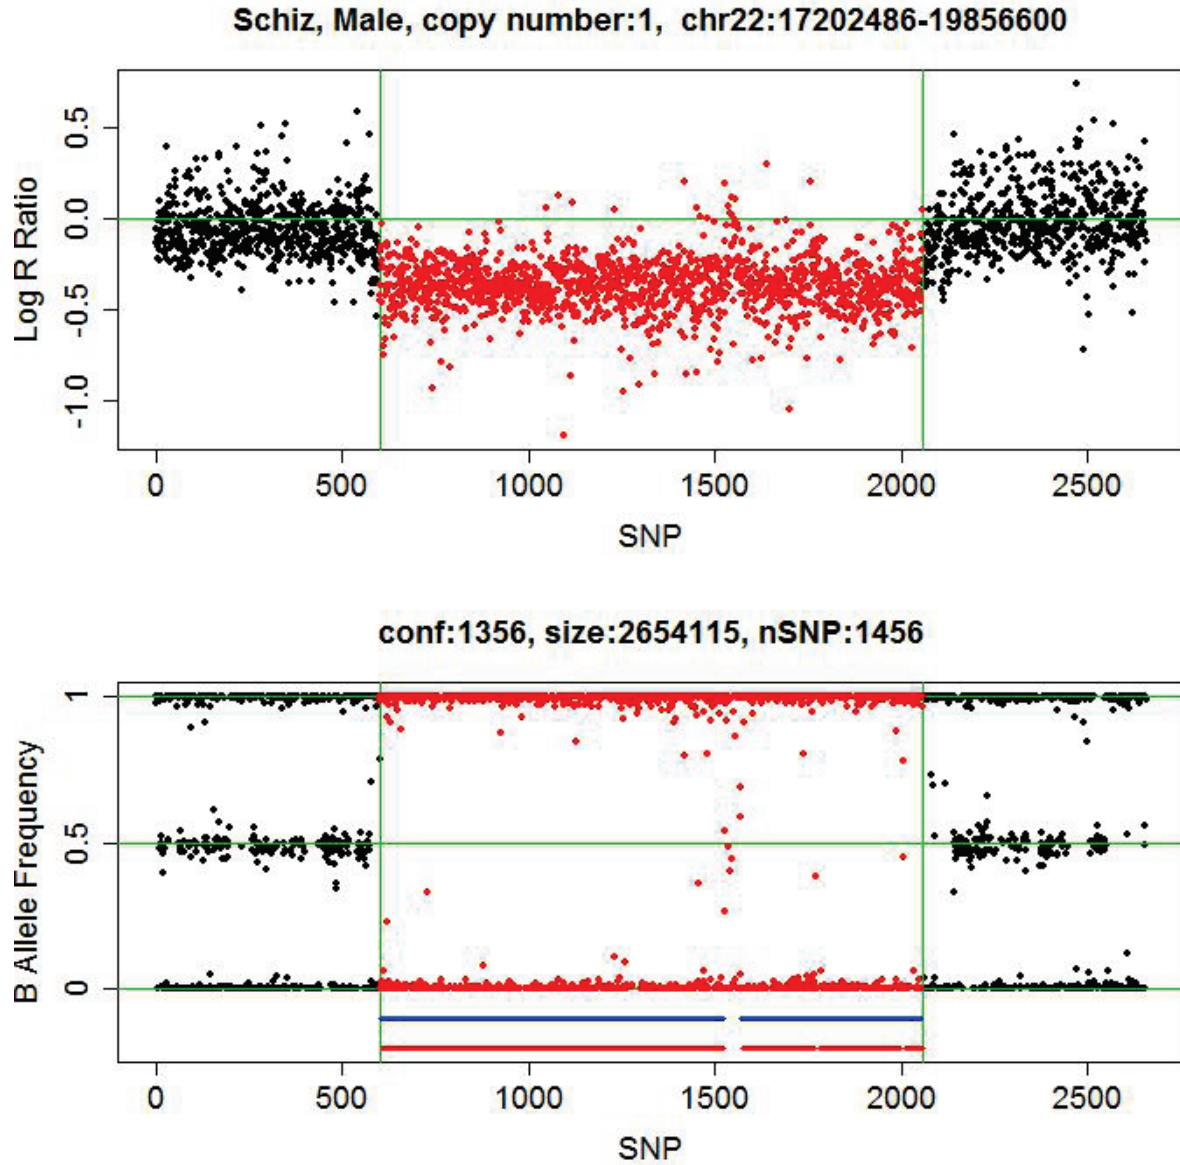 Schiz, Male, copy number:1, chr22:17202486-19856600
Log R Ratio
0.5
0.0
-0.5
-1.0
0 500 1000 1500 2000 2500
SNP
conf:1356, size:2654115, nSNP:1456
B Allele Frequency
1
0.5
0
0 500 1000 1500 2000 2500
SNP